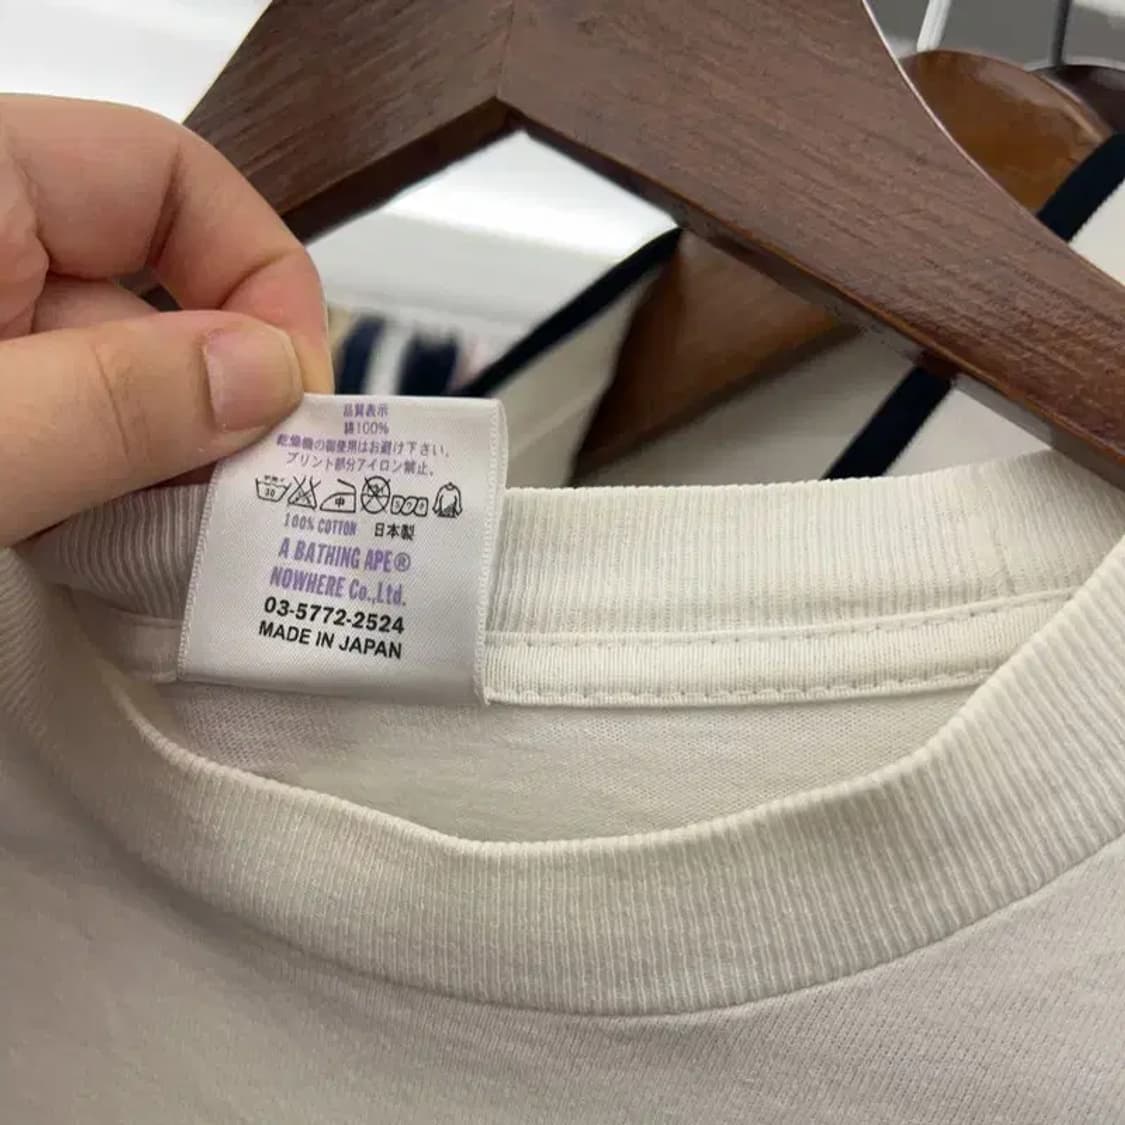 品質表示
綿100%
乾燥機の御使用はお避け下さい。
プリント部分アイロン禁止。
30 中
100% COTTON 日本製
A BATHING APE®
NOWHERE Co.,Ltd.
03-5772-2524
MADE IN JAPAN